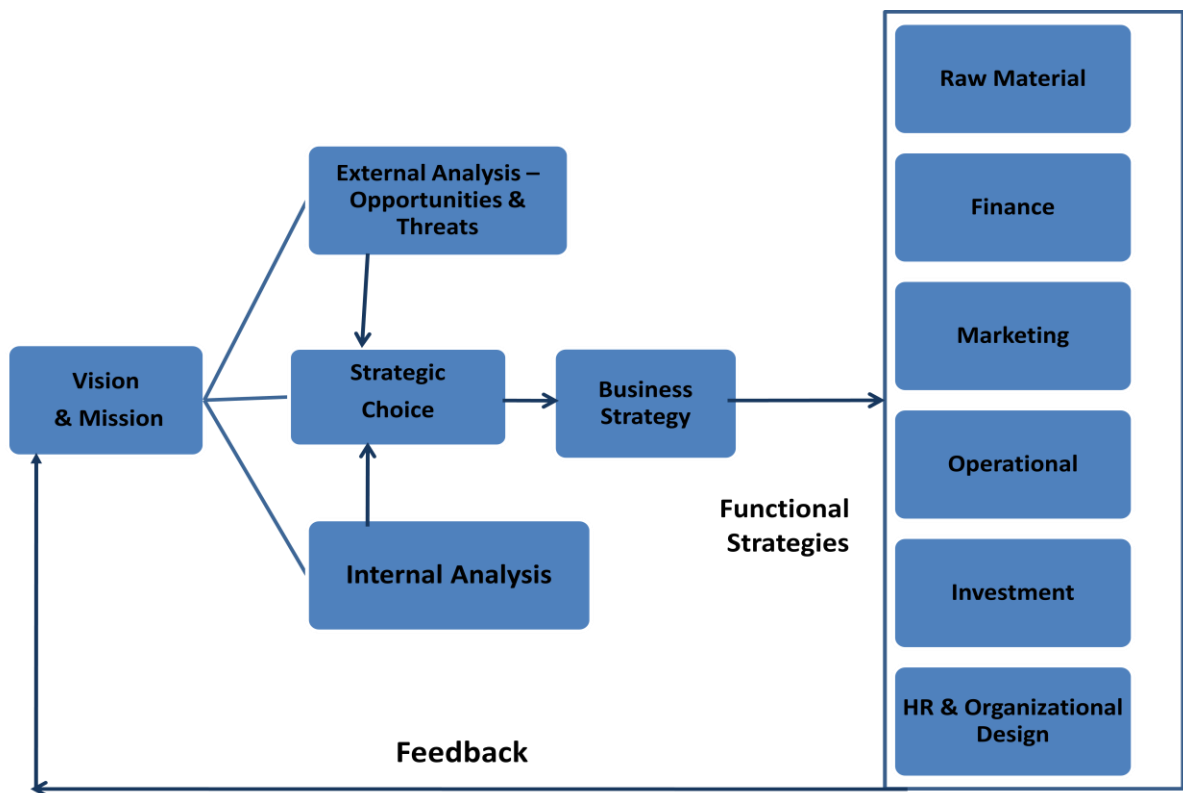 Vision
& Mission
External Analysis –
Opportunities &
Threats
Strategic
Choice
Internal Analysis
Business
Strategy
Functional
Strategies
Raw Material
Finance
Marketing
Operational
Investment
HR & Organizational
Design
Feedback